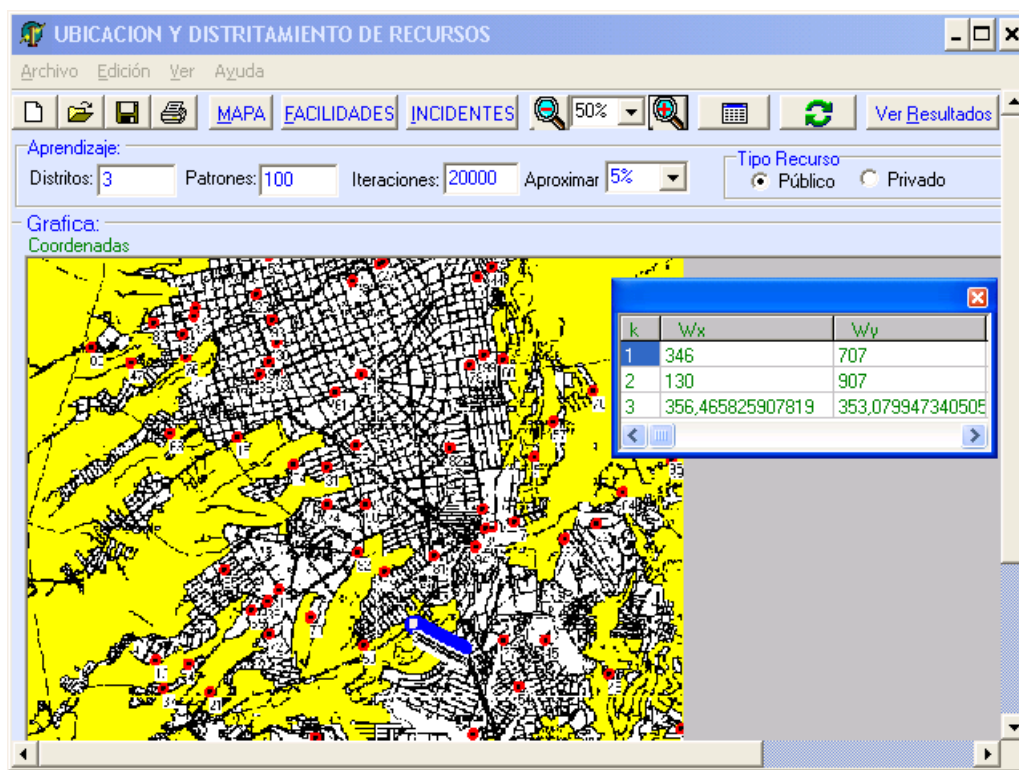 UBICACION Y DISTRITAMIENTO DE RECURSOS
Archivo Edición Ver Ayuda
MAPA FACILIDADES INCIDENTES 50% Ver Resultados
Aprendizaje:
Distritos: 3 Patrones: 100 Iteraciones: 20000 Aproximar 5%
Tipo Recurso
Público Privado
Grafica:
Coordenadas
k Wx Wy
1 346 707
2 130 907
3 356,465825907819 353,079947340505